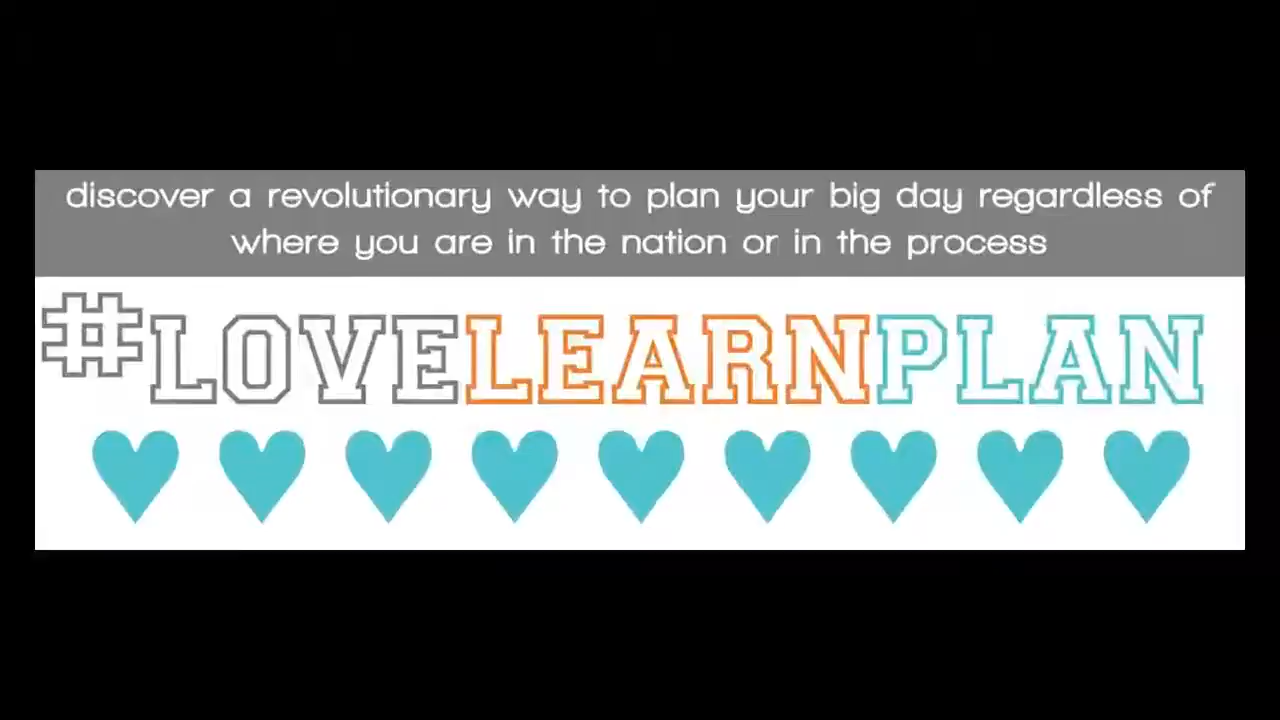 discover a revolutionary way to plan your big day regardless of
where you are in the nation or in the process
#LOVELEARNPLAN